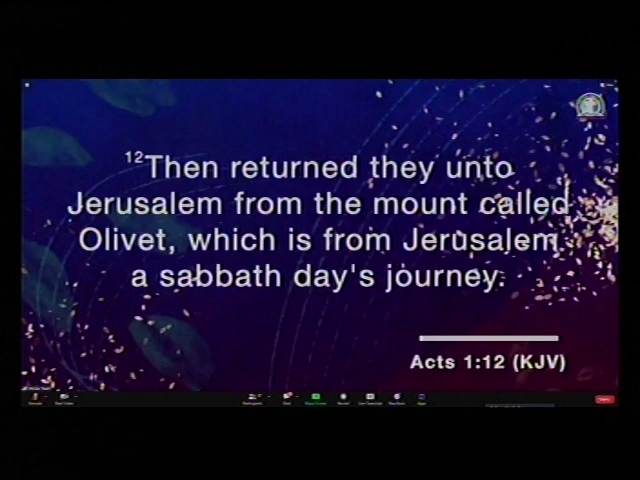 12Then returned they unto
Jerusalem from the mount called
Olivet, which is from Jerusalem
a sabbath day's journey.
Acts 1:12 (KJV)